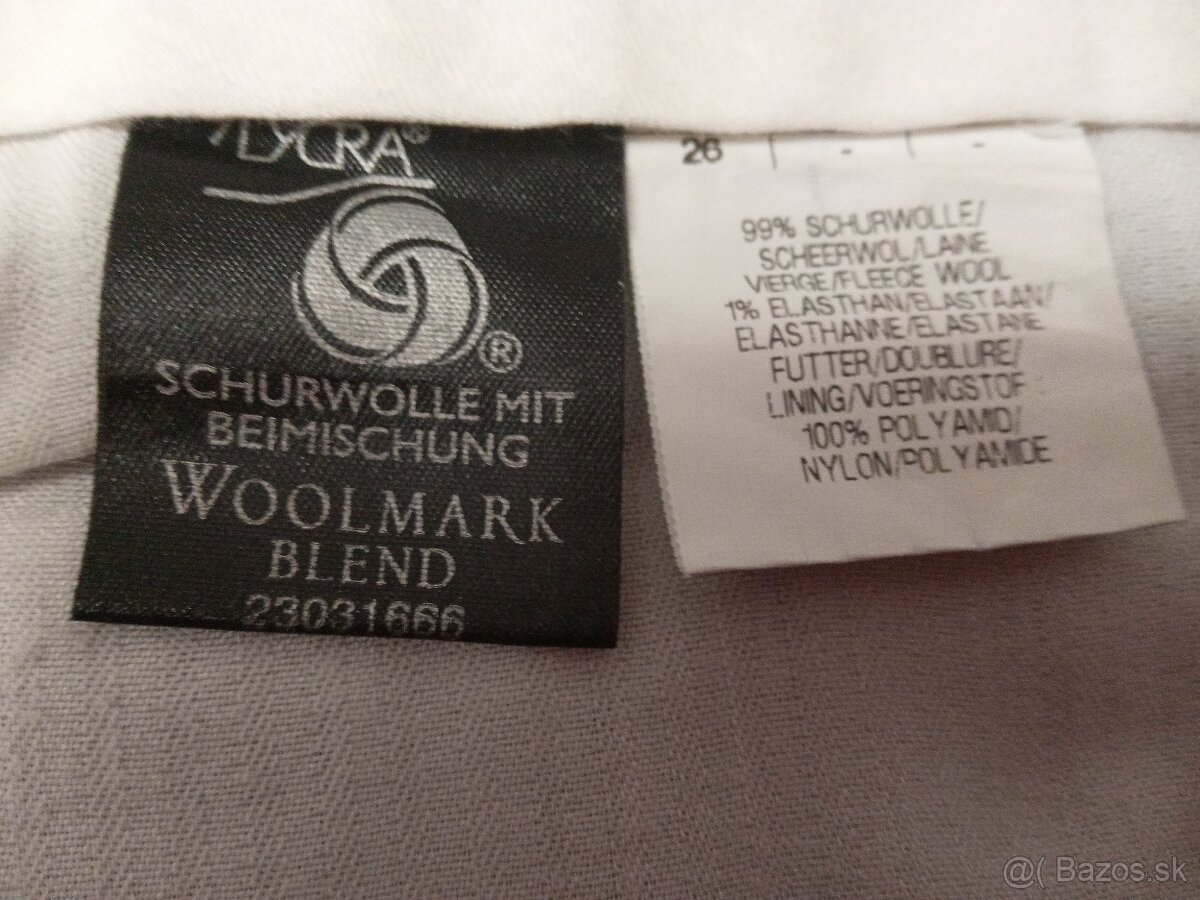 LYCRA®
®
SCHURWOLLE MIT
BEIMISCHUNG
WOOLMARK
BLEND
23031666
26 | - | -
99% SCHURWOLLE/
SCHEERWOL/LAINE
VIERGE/FLEECE WOOL
1% ELASTHAN/ELASTAAN/
ELASTHANNE/ELASTANE
FUTTER/DOUBLURE/
LINING/VOERINGSTOF :
100% POLYAMID/
NYLON/POLYAMIDE
@( Bazos.sk